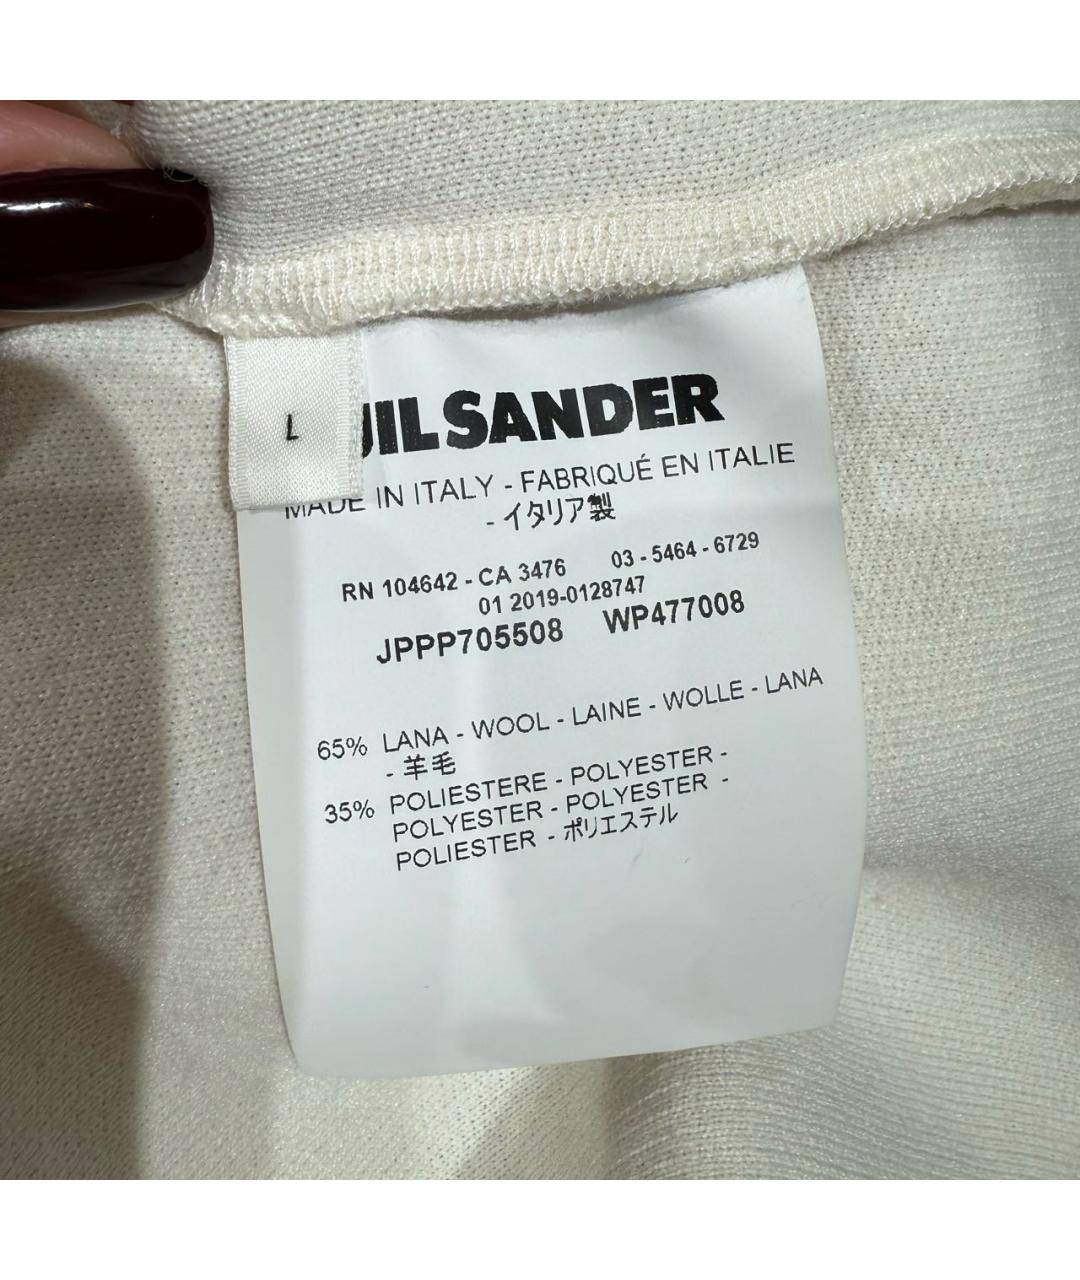 L
JIL SANDER
MADE IN ITALY - FABRIQUÉ EN ITALIE
- イタリア製
RN 104642 - CA 3476 03 - 5464 - 6729
01 2019-0128747
JPPP705508 WP477008
65% LANA - WOOL - LAINE - WOLLE - LANA
- 羊毛
35% POLIESTERE - POLYESTER -
POLYESTER - POLYESTER -
POLIESTER - ポリエステル